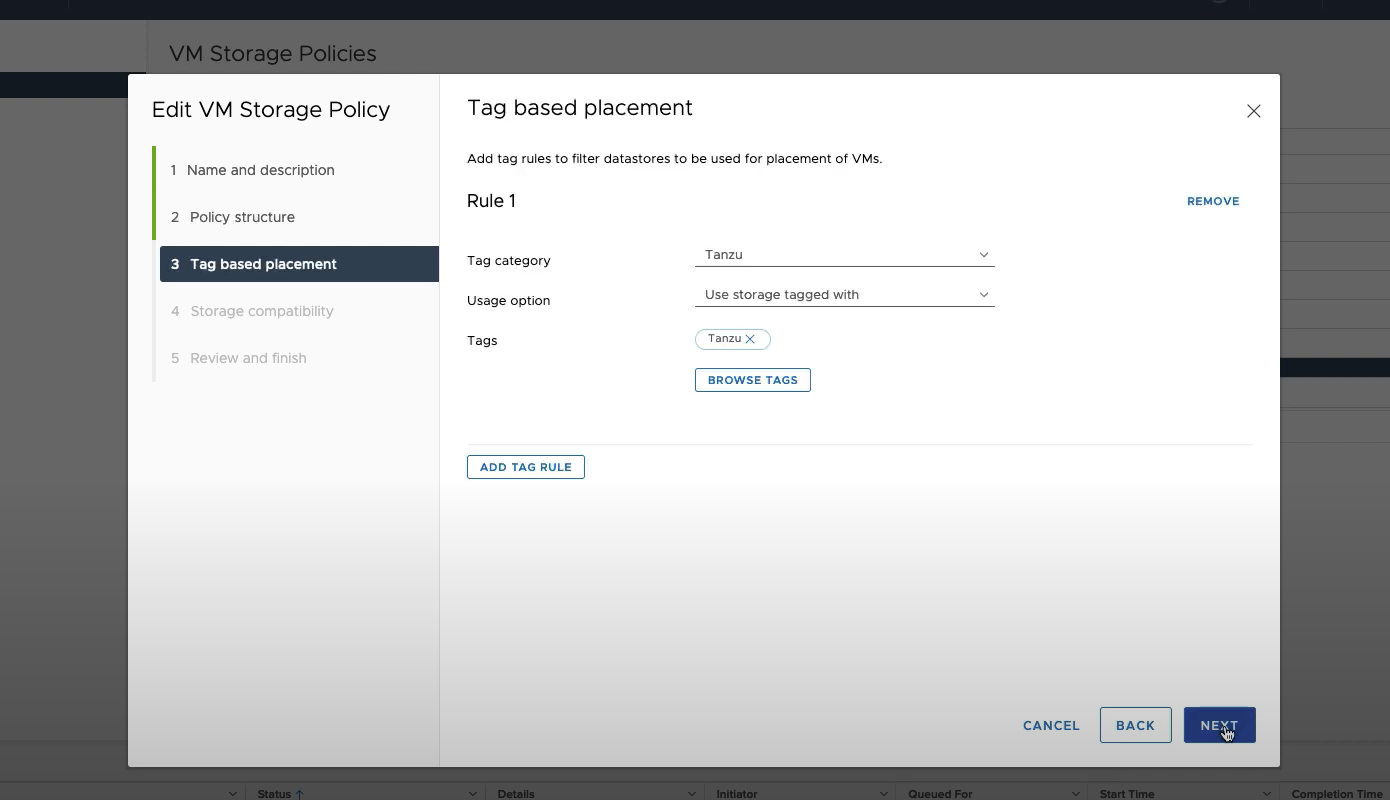 VM Storage Policies
Edit VM Storage Policy
1 Name and description
2 Policy structure
3 Tag based placement
4 Storage compatibility
5 Review and finish
Tag based placement
Add tag rules to filter datastores to be used for placement of VMs.
Rule 1
REMOVE
Tag category
Tanzu
Usage option
Use storage tagged with
Tags
Tanzu
BROWSE TAGS
ADD TAG RULE
CANCEL
BACK
NEXT
Status
Details
Initiator
Queued For
Start Time
Completion Time